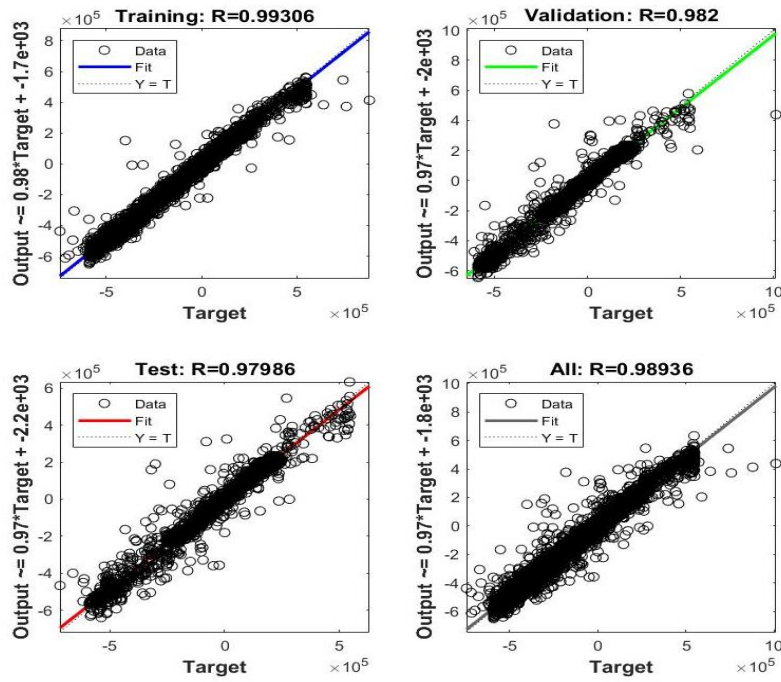 Training: R=0.99306
×10^5
Output ~= 0.98*Target + -1.7e+03
8
6
4
2
0
-2
-4
-6
Data
Fit
Y = T
-5 0 5
Target
×10^5
Validation: R=0.982
×10^5
Output ~= 0.97*Target + -2e+03
10
8
6
4
2
0
-2
-4
-6
Data
Fit
Y = T
-5 0 5 10
Target
×10^5
Test: R=0.97986
×10^5
Output ~= 0.97*Target + -2.2e+03
6
4
2
0
-2
-4
-6
Data
Fit
Y = T
-5 0 5
Target
×10^5
All: R=0.98936
×10^5
Output ~= 0.97*Target + -1.8e+03
10
8
6
4
2
0
-2
-4
-6
Data
Fit
Y = T
-5 0 5 10
Target
×10^5